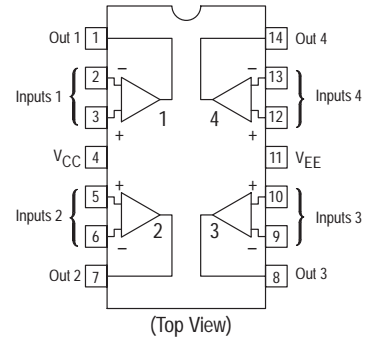 Out 1 1 14 Out 4
2 − − 13
Inputs 1 Inputs 4
3 1 4 12
+ +
VCC 4 11 VEE
+ +
5 10
Inputs 2 2 3 Inputs 3
6 − − 9
Out 2 7 8 Out 3
(Top View)